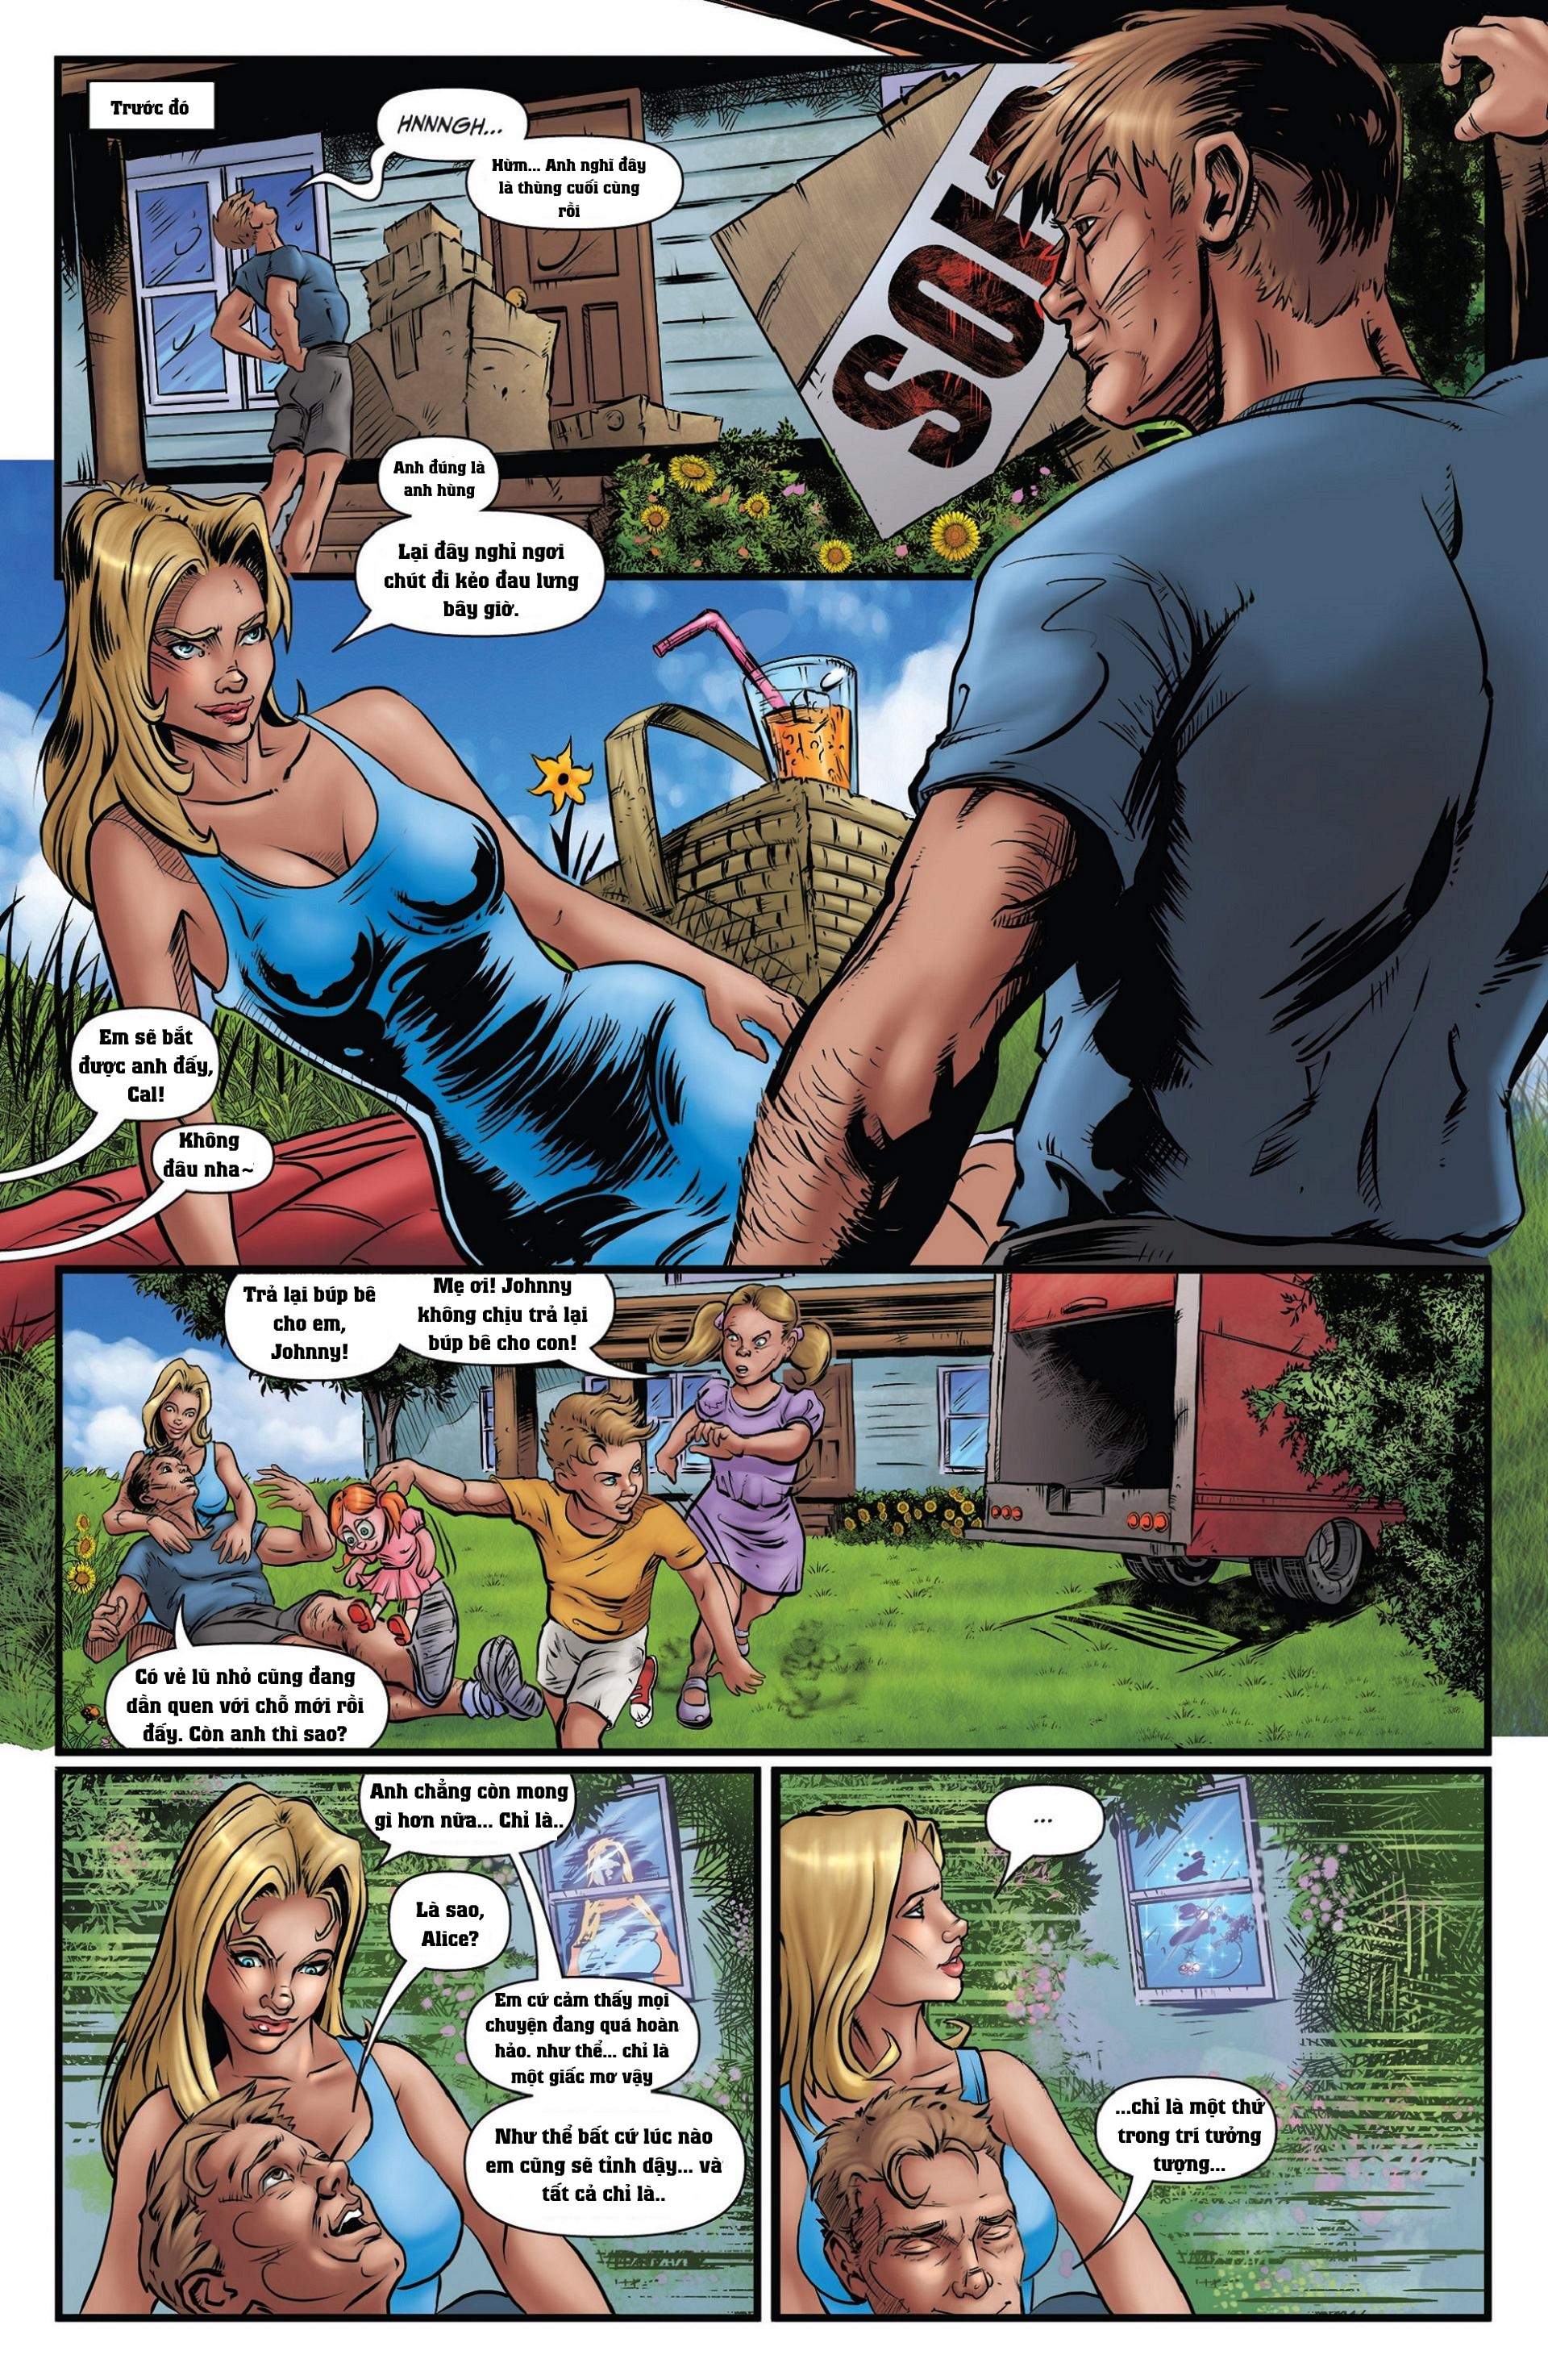 Trước đó
HNNNGH...
Hừm... Anh nghĩ đây
là thùng cuối cùng
rồi
SOL
Anh đúng là
anh hùng
Lại đây nghỉ ngơi
chút đi kẻo đau lưng
bây giờ.
Em sẽ bắt
được anh đấy,
Cal!
Không
đâu nha~
Trả lại búp bê
cho em,
Johnny!
Mẹ ơi! Johnny
không chịu trả lại
búp bê cho con!
Có vẻ lũ nhỏ cũng đang
dần quen với chỗ mới rồi
đấy. Còn anh thì sao?
Anh chẳng còn mong
gì hơn nữa... Chỉ là..
Là sao,
Alice?
Em cứ cảm thấy mọi
chuyện đang quá hoàn
hảo. như thể... chỉ là
một giấc mơ vậy
Như thể bất cứ lúc nào
em cũng sẽ tỉnh dậy... và
tất cả chỉ là..
...
...chỉ là một thứ
trong trí tưởng
tượng...